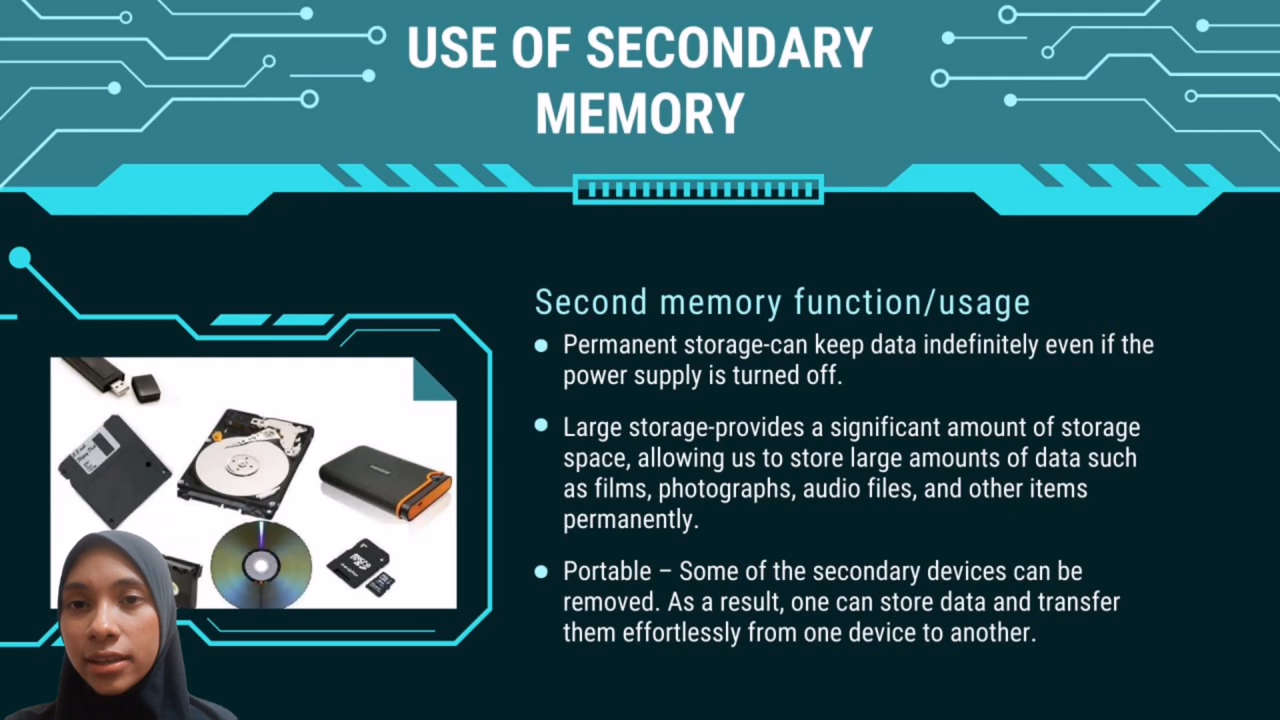 USE OF SECONDARY
MEMORY
Second memory function/usage
Permanent storage-can keep data indefinitely even if the
power supply is turned off.
Large storage-provides a significant amount of storage
space, allowing us to store large amounts of data such
as films, photographs, audio files, and other items
permanently.
Portable – Some of the secondary devices can be
removed. As a result, one can store data and transfer
them effortlessly from one device to another.